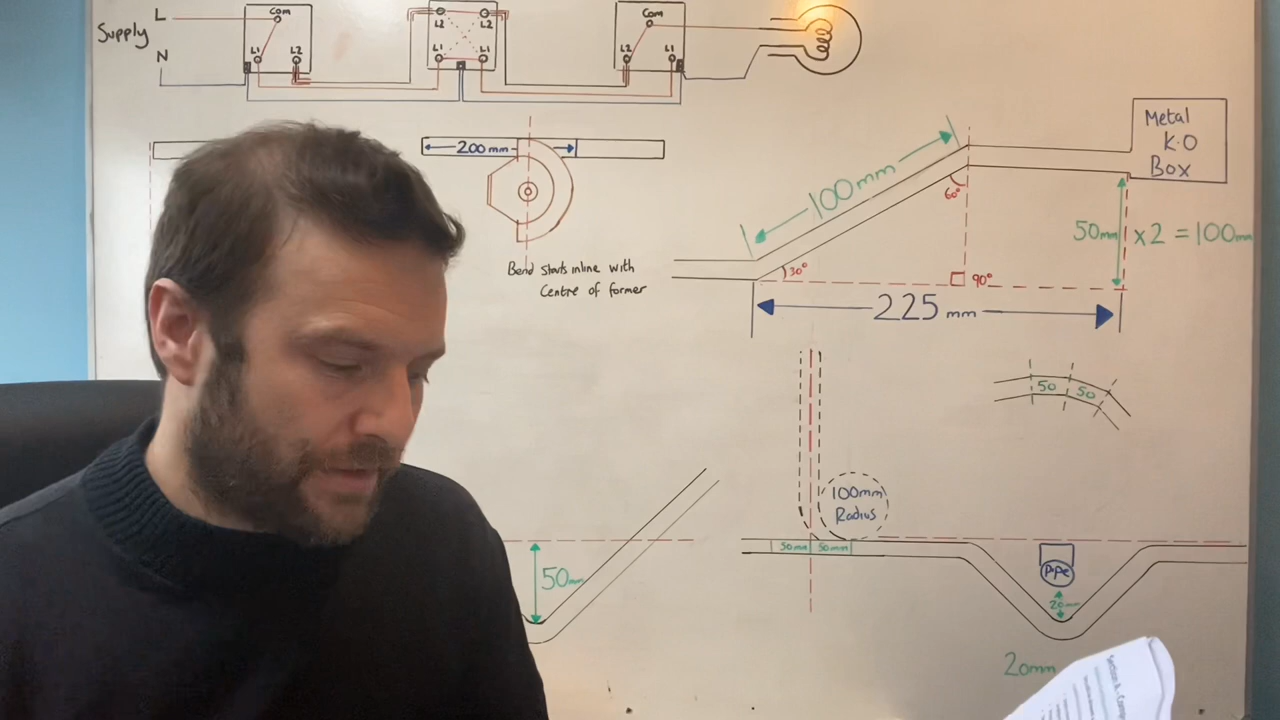 Supply
L
N
Com
L1
L2
L2
L2
L1
L1
Com
L2
L1
200mm
Bend starts inline with
Centre of former
100mm
30°
60°
90°
225 mm
Metal
K.O
Box
50mm x2 = 100mm
50
50
50mm
100mm
Radius
50mm
50mm
Pipe
20mm
20mm